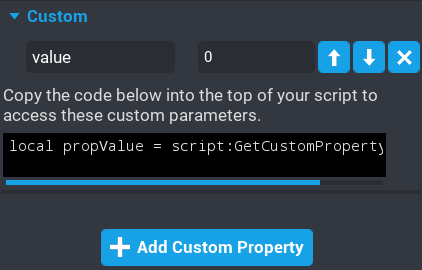 Custom
value 0
Copy the code below into the top of your script to
access these custom parameters.
local propValue = script:GetCustomProperty
Add Custom Property